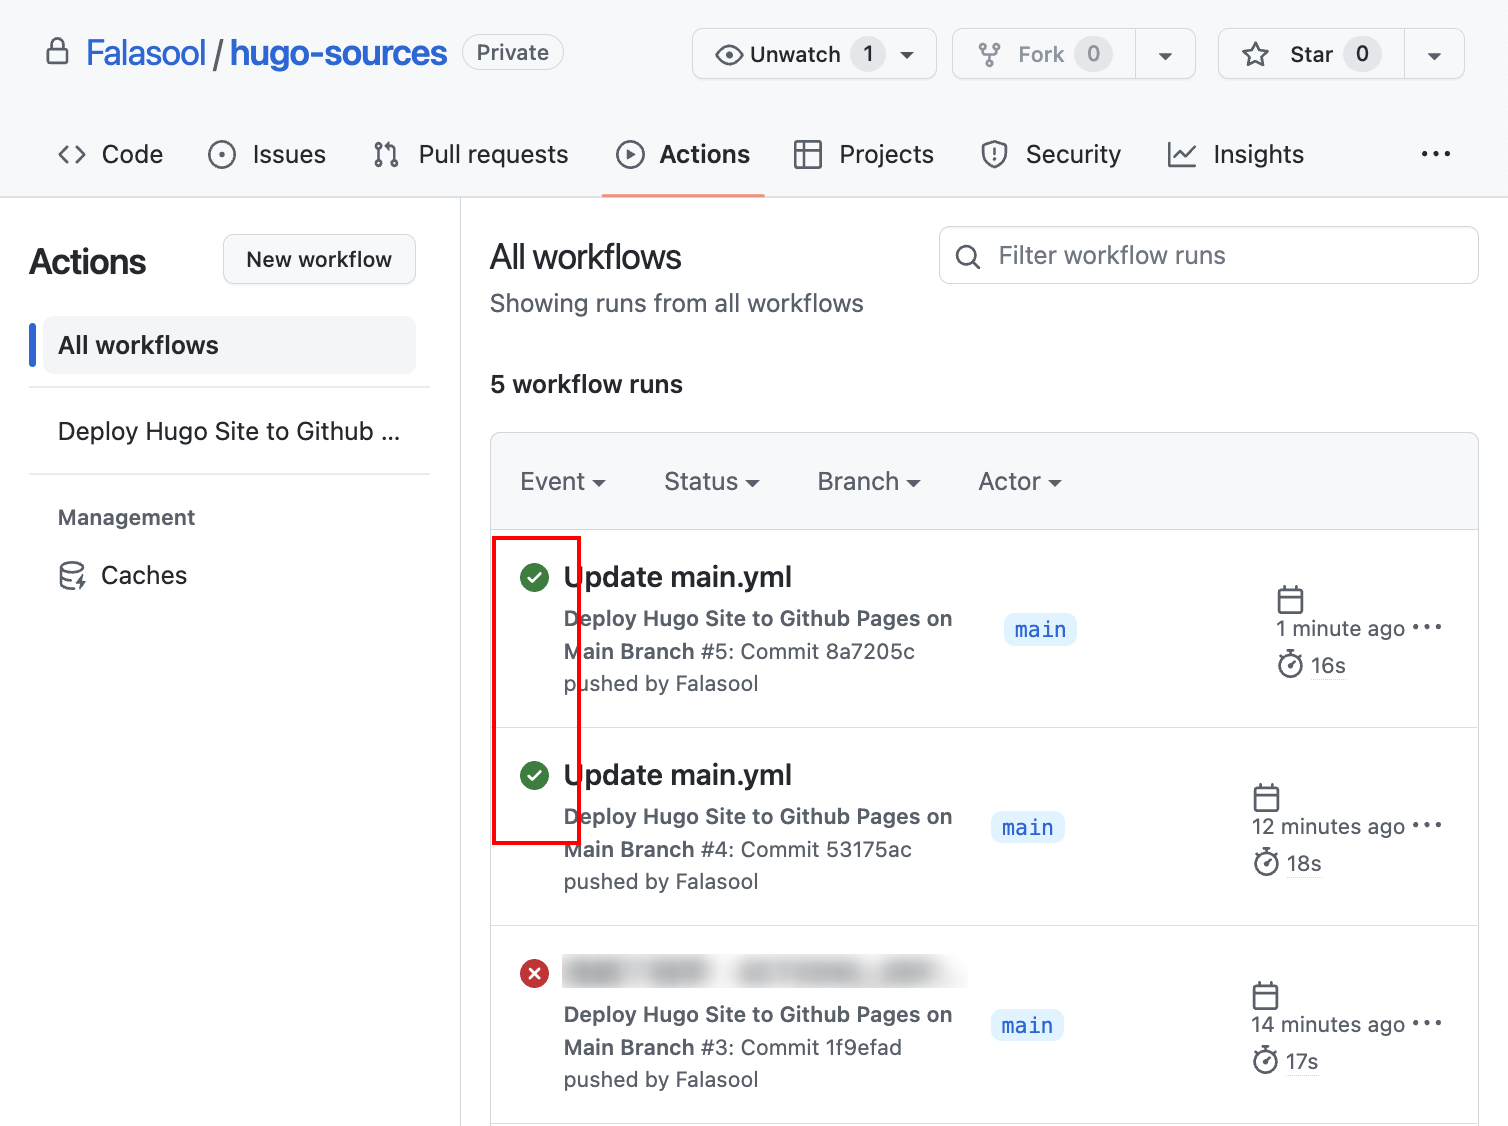 Falasool / hugo-sources Private Unwatch 1 Fork 0 Star 0
Code Issues Pull requests Actions Projects Security Insights ...
Actions
New workflow
All workflows
Deploy Hugo Site to Github ...
Management
Caches
All workflows
Filter workflow runs
Showing runs from all workflows
5 workflow runs
Event Status Branch Actor
Update main.yml
Deploy Hugo Site to Github Pages on
Main Branch #5: Commit 8a7205c
pushed by Falasool
main
1 minute ago ...
16s
Update main.yml
Deploy Hugo Site to Github Pages on
Main Branch #4: Commit 53175ac
pushed by Falasool
main
12 minutes ago ...
18s
Deploy Hugo Site to Github Pages on
Main Branch #3: Commit 1f9efad
pushed by Falasool
main
14 minutes ago ...
17s